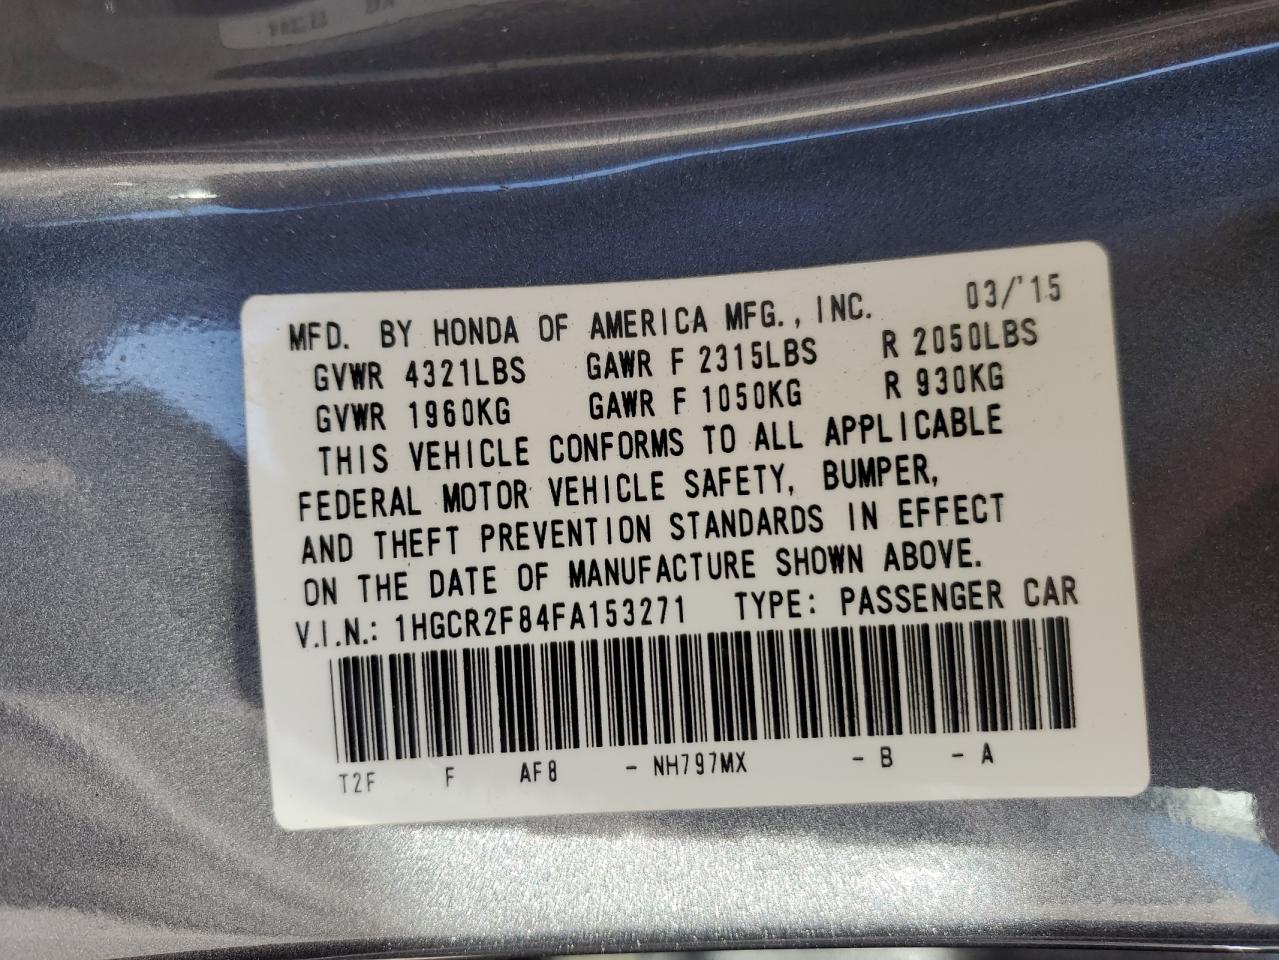 MFD. BY HONDA OF AMERICA MFG., INC. 03/'15
GVWR 4321LBS GAWR F 2315LBS R 2050LBS
GVWR 1960KG GAWR F 1050KG R 930KG
THIS VEHICLE CONFORMS TO ALL APPLICABLE
FEDERAL MOTOR VEHICLE SAFETY, BUMPER,
AND THEFT PREVENTION STANDARDS IN EFFECT
ON THE DATE OF MANUFACTURE SHOWN ABOVE.
V.I.N.: 1HGCR2F84FA153271 TYPE: PASSENGER CAR
T2F F AF8 - NH797MX - B - A